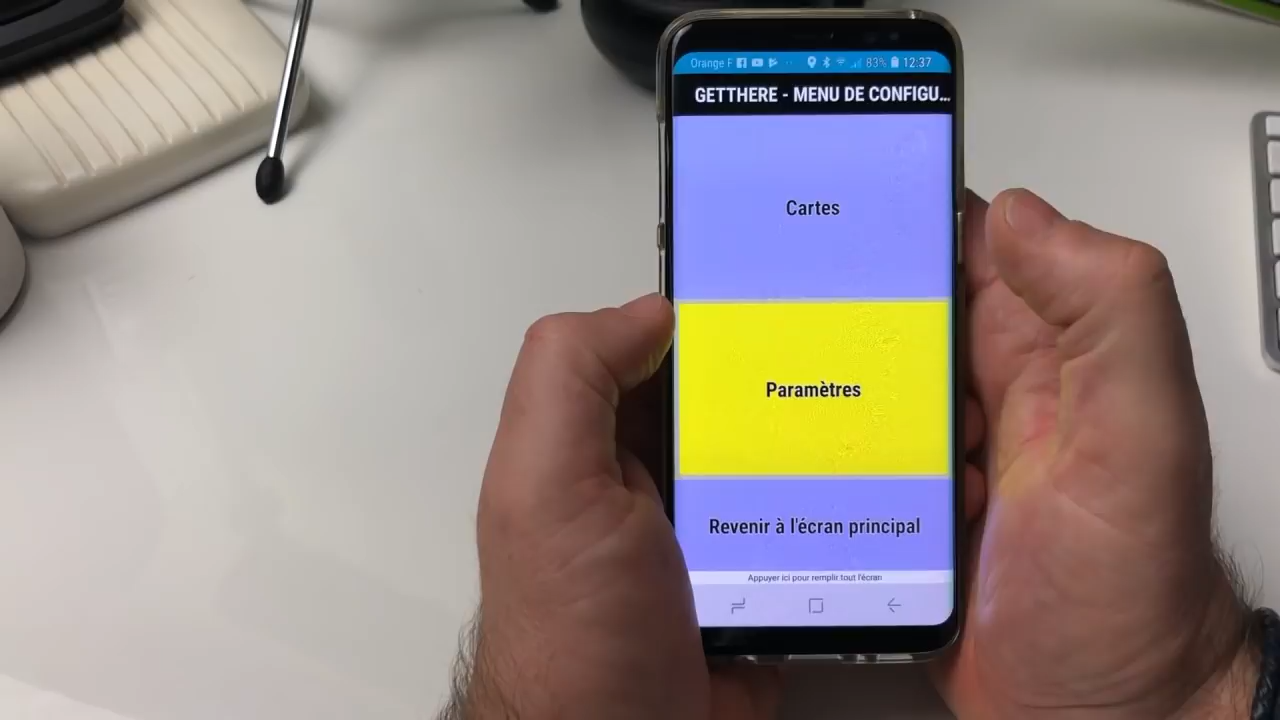 Orange F 83% 12:37
GETTHERE - MENU DE CONFIGU...
Cartes
Paramètres
Revenir à l'écran principal
Appuyer ici pour remplir tout l'écran